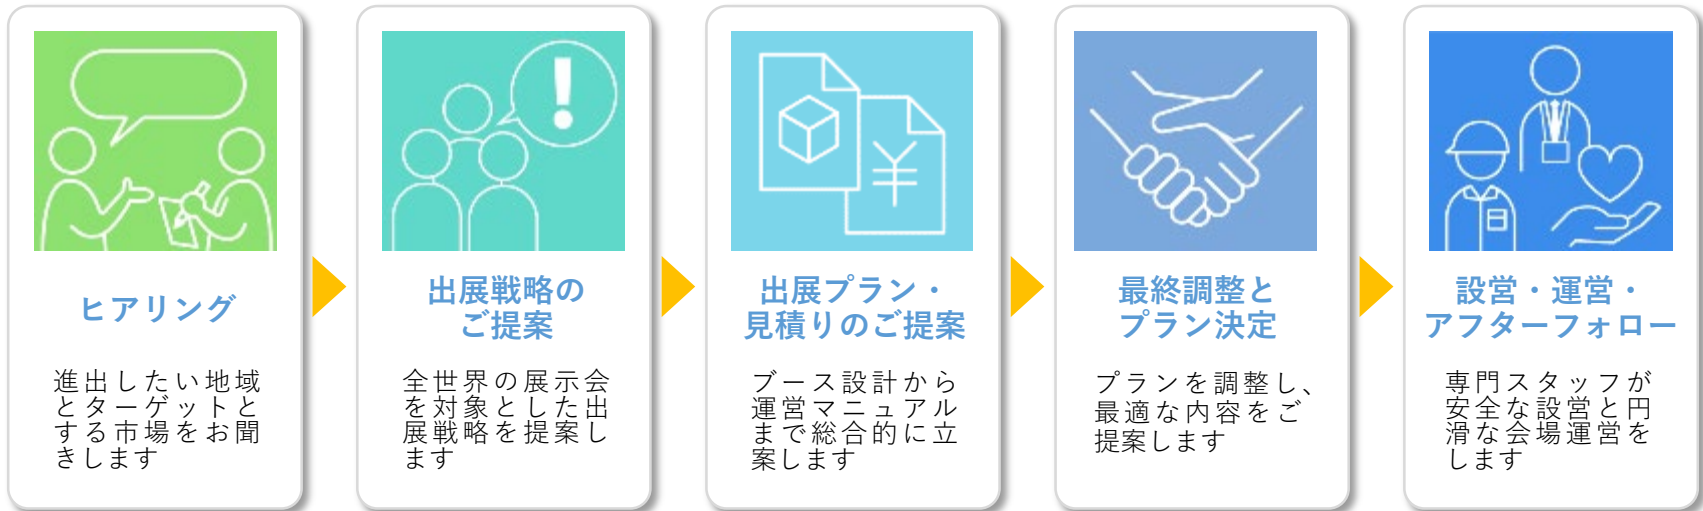 ヒアリング
進出したい地域
とターゲットと
する市場をお聞
きします
出展戦略の
ご提案
全世界の展示会
を対象とした出
展戦略を提案し
ます
出展プラン・
見積りのご提案
ブース設計から
運営マニュアル
まで総合的に立
案します
最終調整と
プラン決定
プランを調整し、
最適な内容をご
提案します
設営・運営・
アフターフォロー
専門スタッフが
安全な設営と円
滑な会場運営を
します